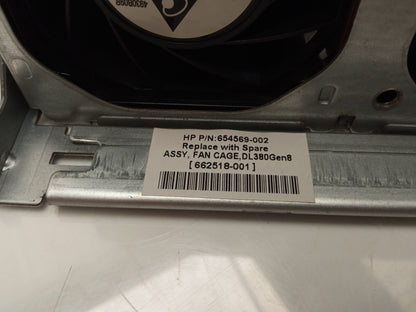 HP P/N:654569-002
Replace with Spare
ASSY, FAN CAGE,DL380Gen8
[ 662518-001 ]